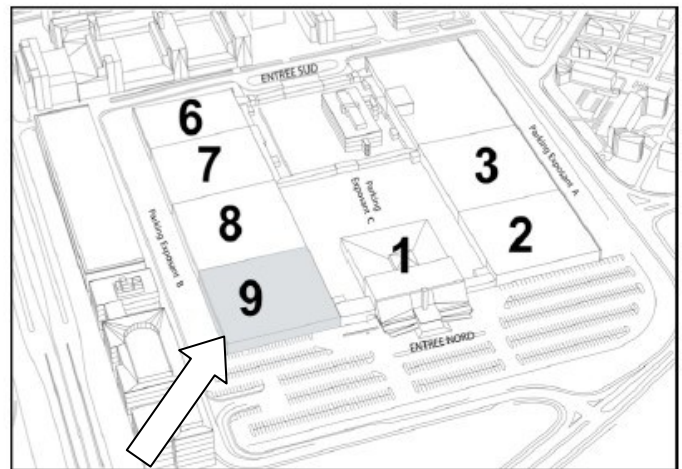 ENTREE SUD
6
7
3
Parking Exposant A
Parking
Exposant C
8
2
Parking Exposant B
1
9
ENTREE NORD